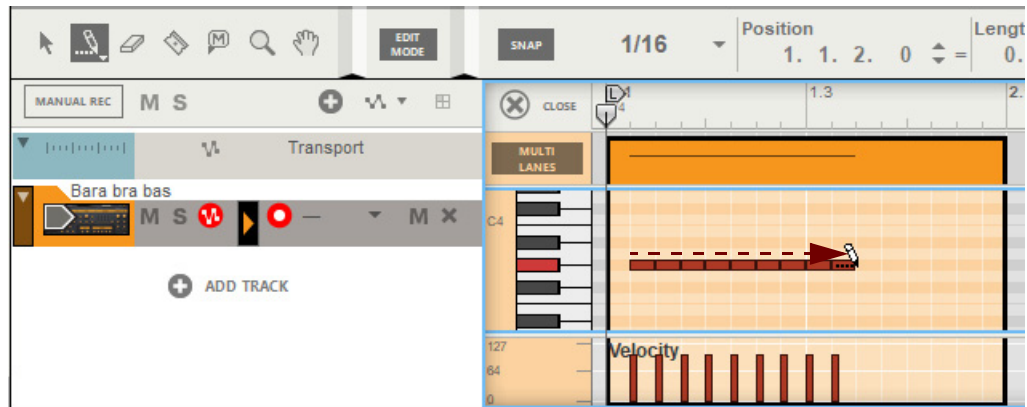 EDIT
MODE
SNAP
1/16
Position
1. 1. 2. 0
=
Lengt
0.
MANUAL REC
M S
CLOSE
L
1.3
2.
Transport
MULTI
LANES
Bara bra bas
M S
M
C4
ADD TRACK
127
64
0
Velocity